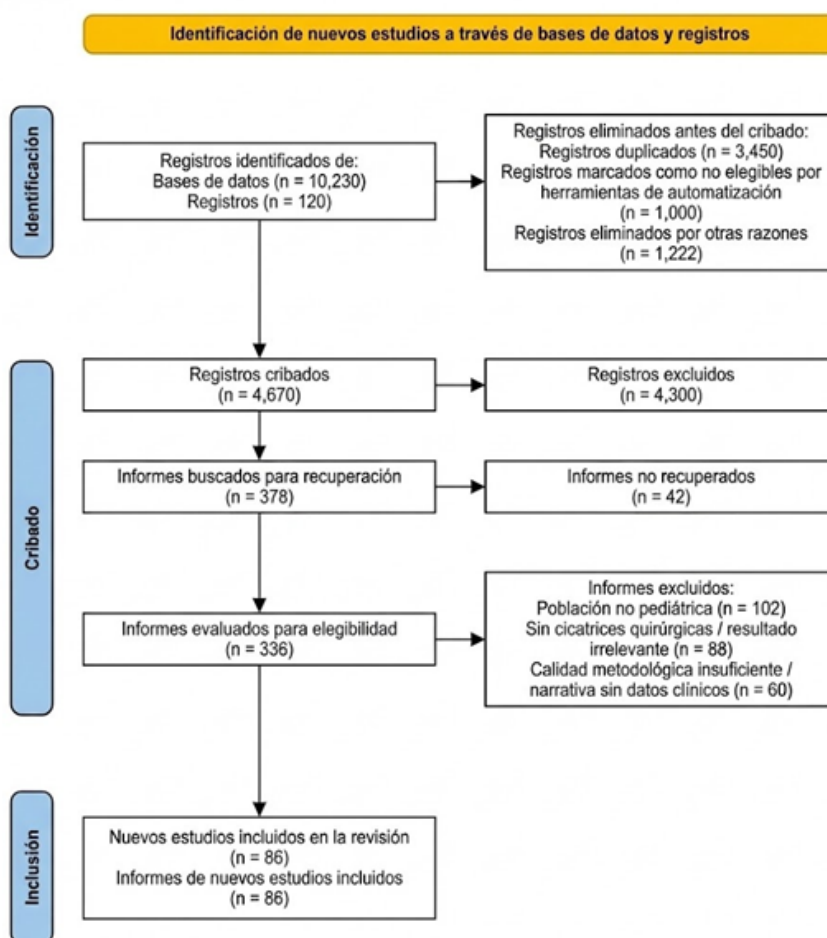 Identificación de nuevos estudios a través de bases de datos y registros
Identificación
Registros identificados de:
Bases de datos (n = 10,230)
Registros (n = 120)
Registros eliminados antes del cribado:
Registros duplicados (n = 3,450)
Registros marcados como no elegibles por
herramientas de automatización
(n = 1,000)
Registros eliminados por otras razones
(n = 1,222)
Cribado
Registros cribados
(n = 4,670)
Registros excluidos
(n = 4,300)
Informes buscados para recuperación
(n = 378)
Informes no recuperados
(n = 42)
Informes evaluados para elegibilidad
(n = 336)
Informes excluidos:
Población no pediátrica (n = 102)
Sin cicatrices quirúrgicas / resultado
irrelevante (n = 88)
Calidad metodológica insuficiente /
narrativa sin datos clínicos (n = 60)
Inclusión
Nuevos estudios incluidos en la revisión
(n = 86)
Informes de nuevos estudios incluidos
(n = 86)